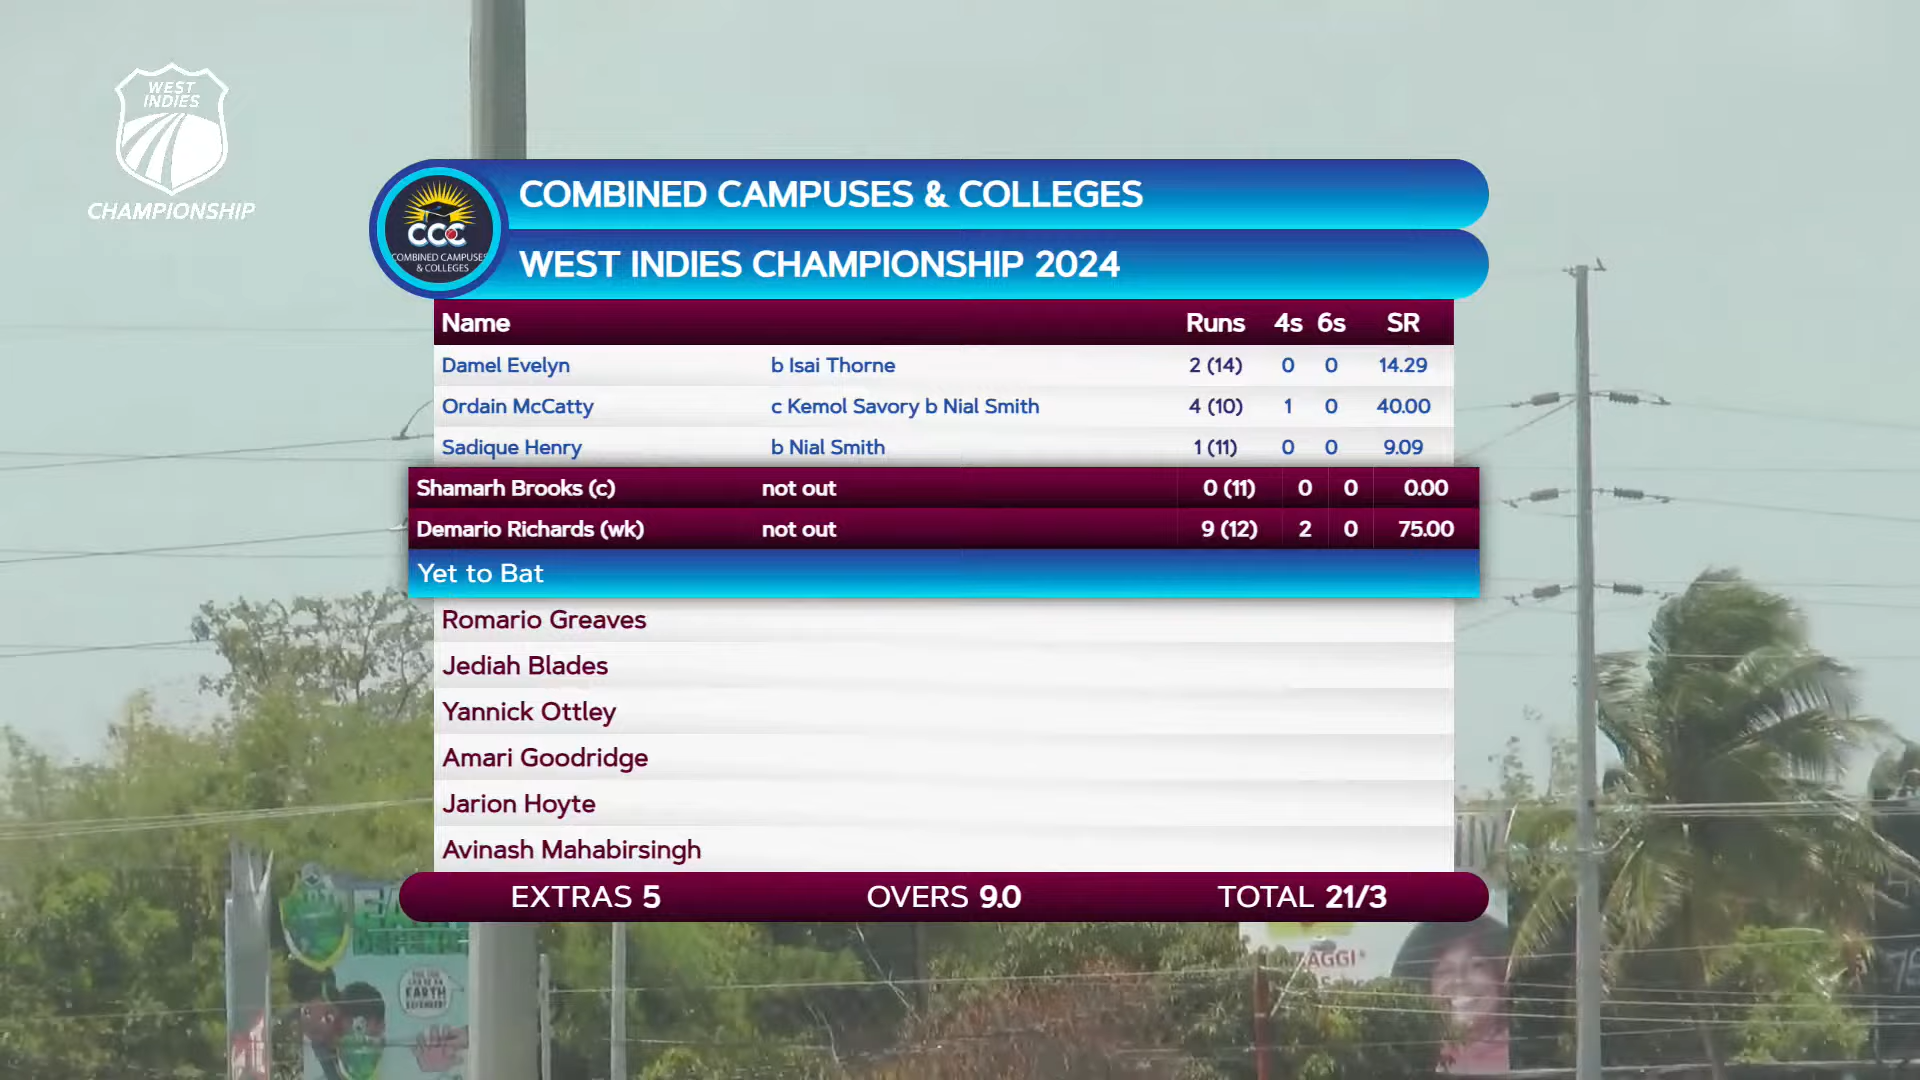 WEST
INDIES
CHAMPIONSHIP
COMBINED CAMPUSES & COLLEGES
CCC
COMBINED CAMPUSES
& COLLEGES
WEST INDIES CHAMPIONSHIP 2024
Name Runs 4s 6s SR
Damel Evelyn b Isai Thorne 2 (14) 0 0 14.29
Ordain McCatty c Kemol Savory b Nial Smith 4 (10) 1 0 40.00
Sadique Henry b Nial Smith 1 (11) 0 0 9.09
Shamarh Brooks (c) not out 0 (11) 0 0 0.00
Demario Richards (wk) not out 9 (12) 2 0 75.00
Yet to Bat
Romario Greaves
Jediah Blades
Yannick Ottley
Amari Goodridge
Jarion Hoyte
Avinash Mahabirsingh
EXTRAS 5 OVERS 9.0 TOTAL 21/3
EARTH